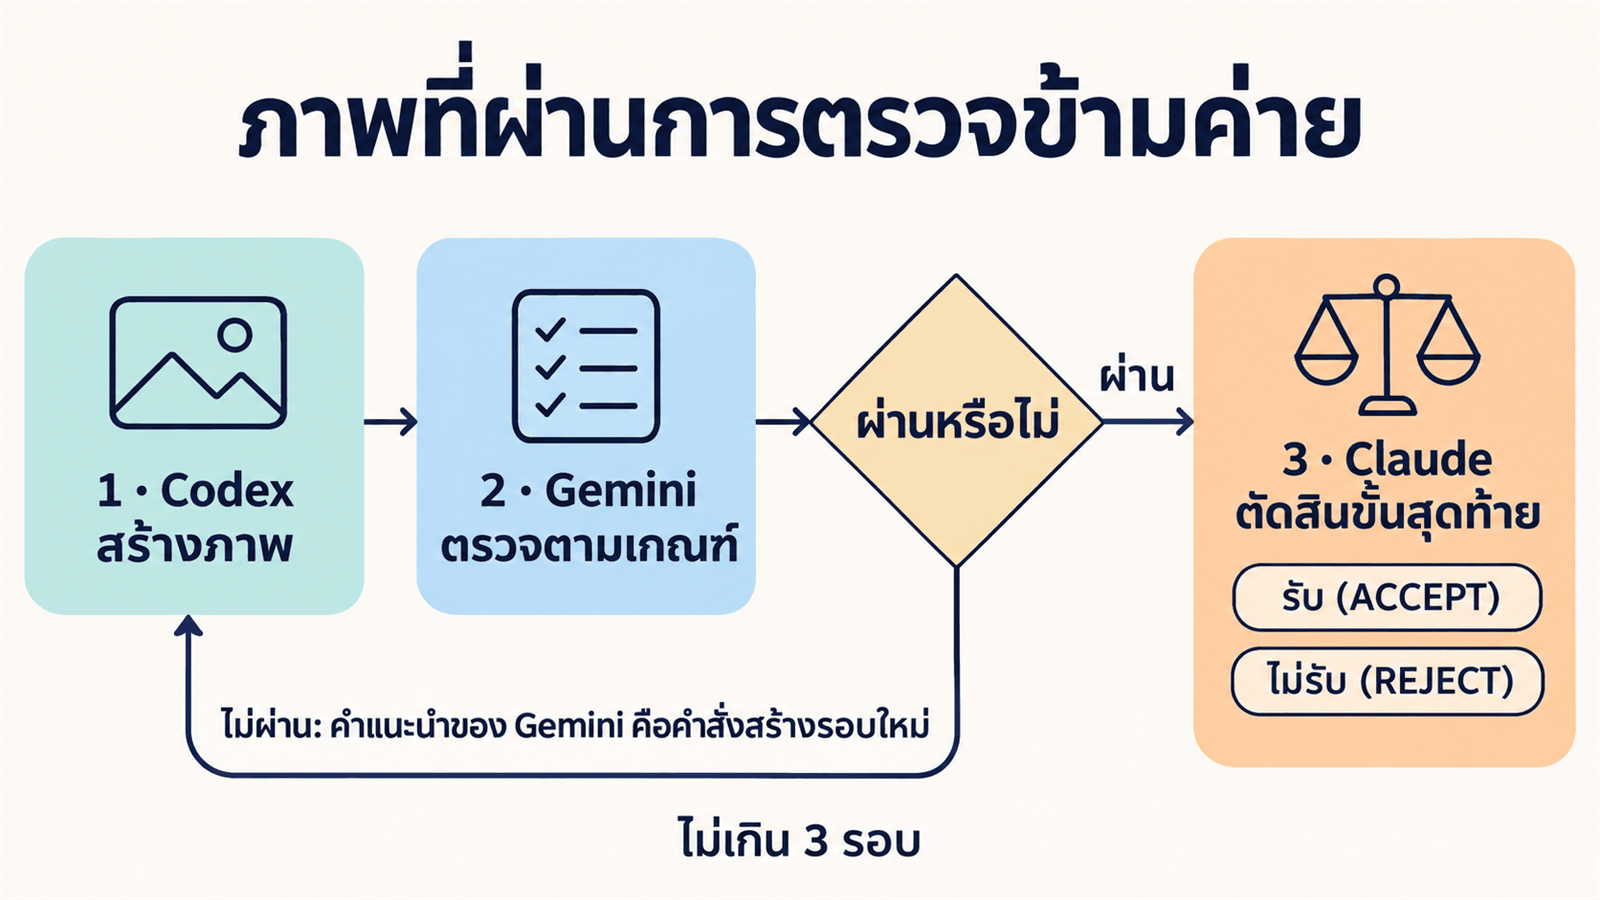 ภาพที่ผ่านการตรวจข้ามค่าย
1 · Codex
สร้างภาพ
2 · Gemini
ตรวจตามเกณฑ์
ผ่านหรือไม่
ผ่าน
3 · Claude
ตัดสินขั้นสุดท้าย
รับ (ACCEPT)
ไม่รับ (REJECT)
ไม่ผ่าน: คำแนะนำของ Gemini คือคำสั่งสร้างรอบใหม่
ไม่เกิน 3 รอบ